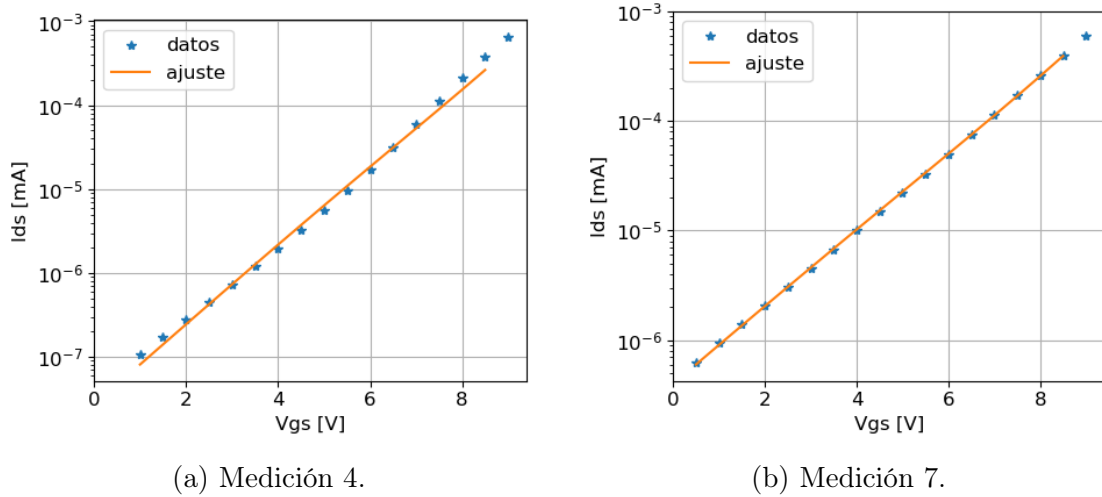 10^{-3}
10^{-4}
10^{-5}
10^{-6}
10^{-7}
Ids [mA]
datos
ajuste
0 2 4 6 8
Vgs [V]
(a) Medición 4.
10^{-3}
10^{-4}
10^{-5}
10^{-6}
Ids [mA]
datos
ajuste
0 2 4 6 8
Vgs [V]
(b) Medición 7.